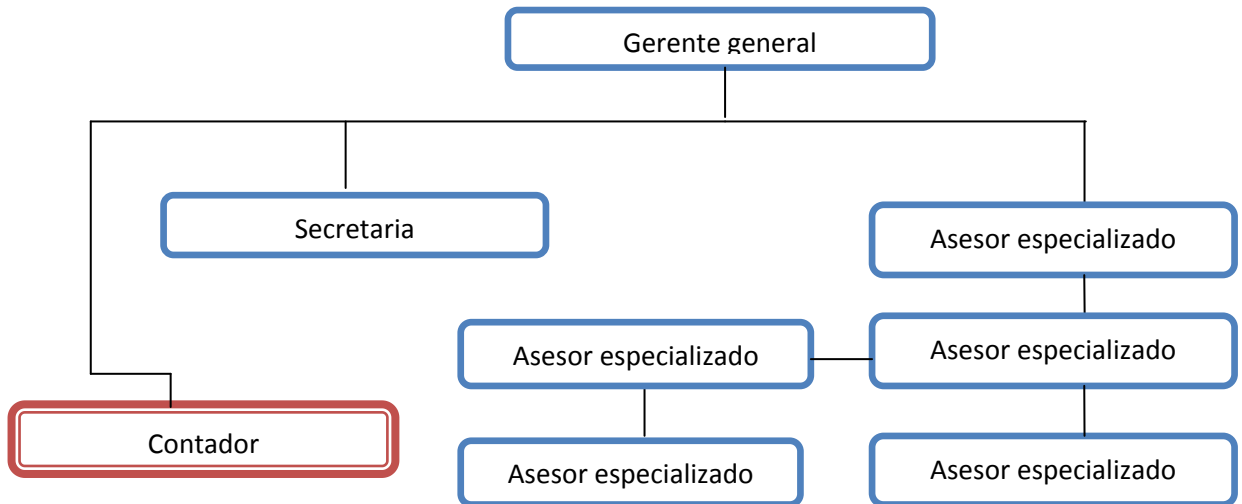 Gerente general
Secretaria
Asesor especializado
Asesor especializado
Asesor especializado
Contador
Asesor especializado
Asesor especializado